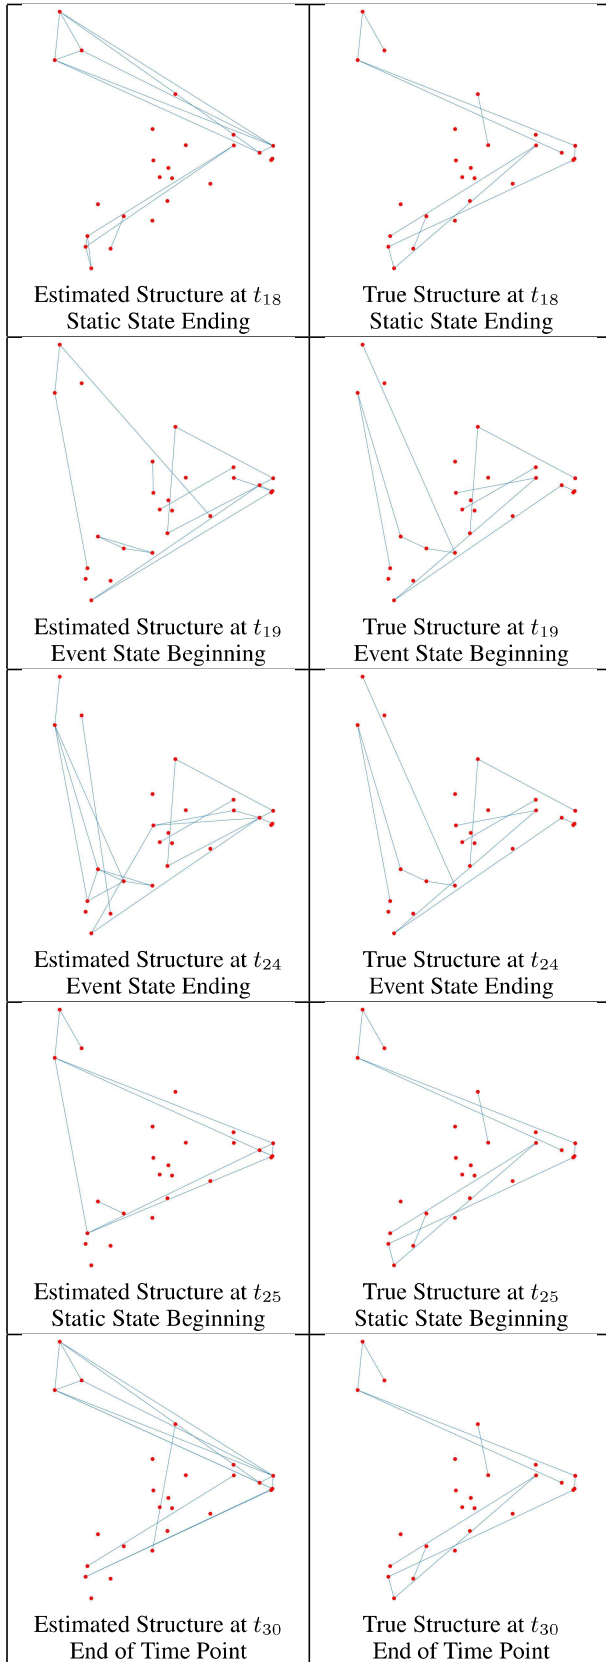 Estimated Structure at t18
Static State Ending
True Structure at t18
Static State Ending
Estimated Structure at t19
Event State Beginning
True Structure at t19
Event State Beginning
Estimated Structure at t24
Event State Ending
True Structure at t24
Event State Ending
Estimated Structure at t25
Static State Beginning
True Structure at t25
Static State Beginning
Estimated Structure at t30
End of Time Point
True Structure at t30
End of Time Point